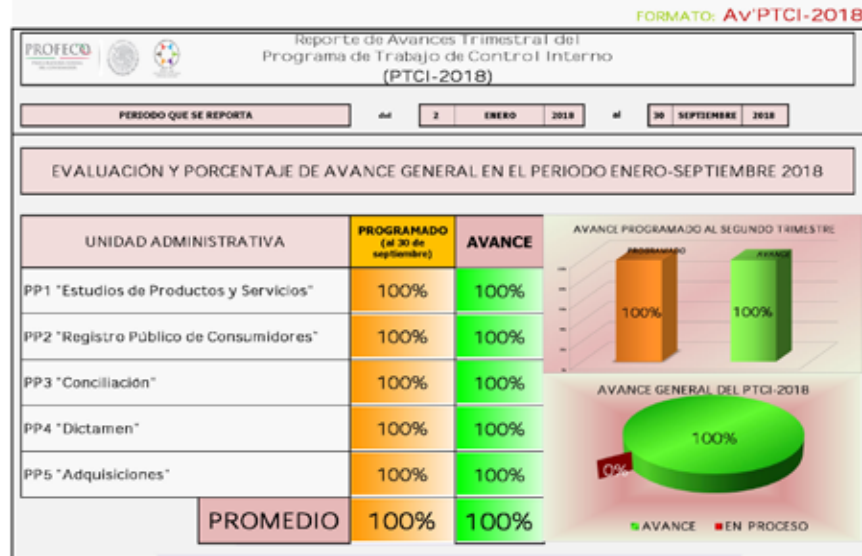 FORMATO: Av'PTCI-2018
PROFECO
Reporte de Avances Trimestral del
Programa de Trabajo de Control Interno
(PTCI-2018)
PERIODO QUE SE REPORTA del 2 ENERO 2018 al 30 SEPTIEMBRE 2018
EVALUACIÓN Y PORCENTAJE DE AVANCE GENERAL EN EL PERIODO ENERO-SEPTIEMBRE 2018
UNIDAD ADMINISTRATIVA
PROGRAMADO
(al 30 de
septiembre)
AVANCE
PP1 "Estudios de Productos y Servicios" 100% 100%
PP2 "Registro Público de Consumidores" 100% 100%
PP3 "Conciliación" 100% 100%
PP4 "Dictamen" 100% 100%
PP5 "Adquisiciones" 100% 100%
PROMEDIO 100% 100%
AVANCE PROGRAMADO AL SEGUNDO TRIMESTRE
PROGRAMADO AVANCE
100% 100%
AVANCE GENERAL DEL PTCI-2018
100%
0%
AVANCE EN PROCESO